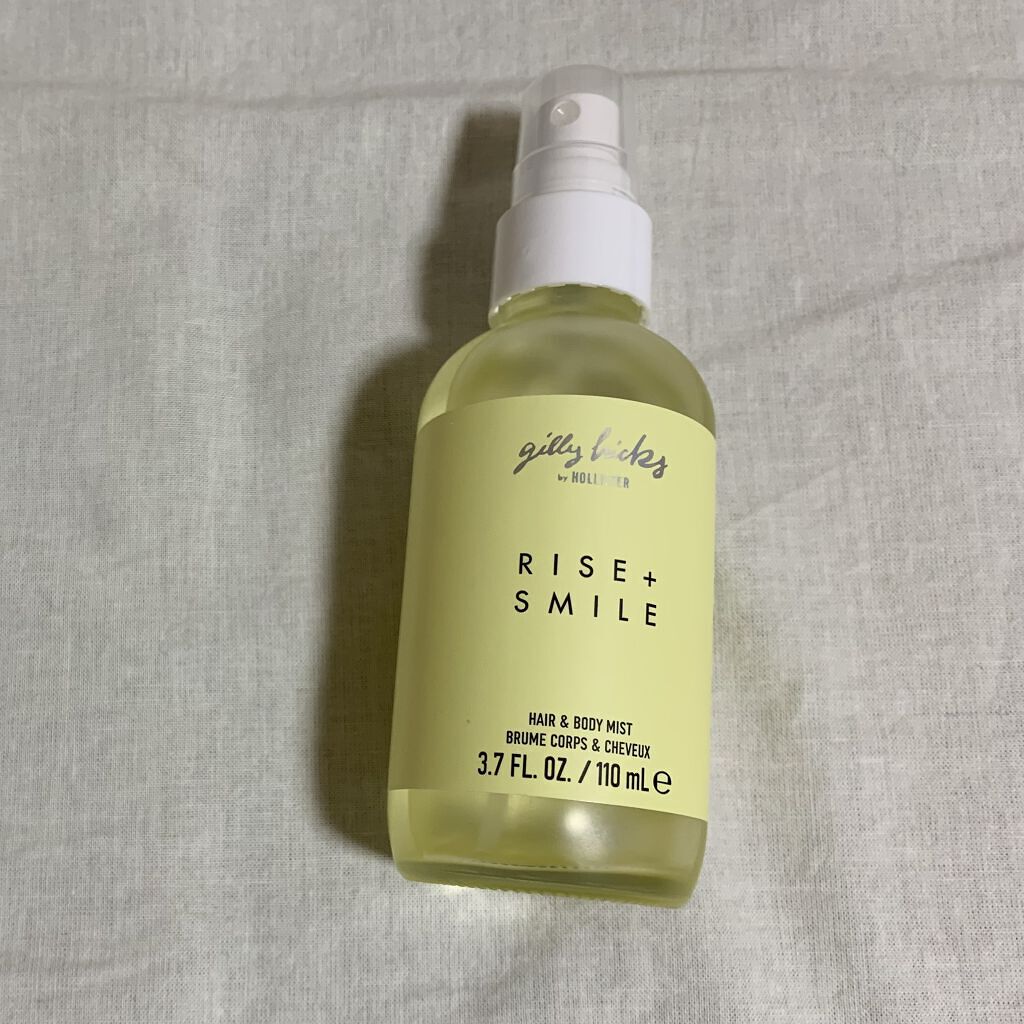 gilly hicks
by HOLLISTER
RISE+
SMILE
HAIR & BODY MIST
BRUME CORPS & CHEVEUX
3.7 FL. OZ. / 110 mL e